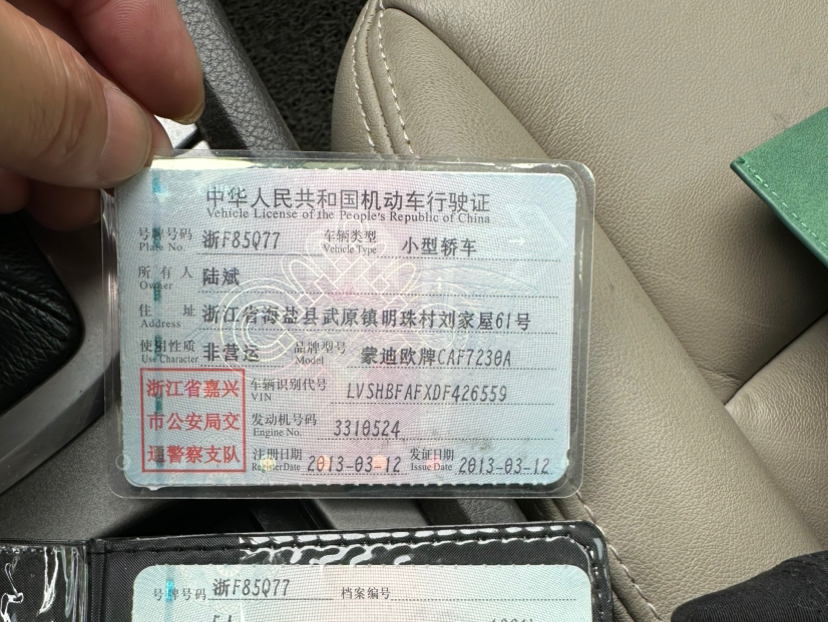 中华人民共和国机动车行驶证
Vehicle License of the People's Republic of China
号牌号码 浙F85Q77 车辆类型 小型轿车
Plate No. Vehicle Type
所有人 陆斌
Owner
住址 浙江省海盐县武原镇明珠村刘家屋61号
Address
使用性质 非营运 品牌型号 蒙迪欧牌CAF7230A
Use Character Model
浙江省嘉兴
市公安局交
通警察支队
车辆识别代号 LVSHBFAFXDF426559
VIN
发动机号码 3310524
Engine No.
注册日期 2013-03-12 发证日期 2013-03-12
Register Date Issue Date
号牌号码 浙F85Q77 档案编号